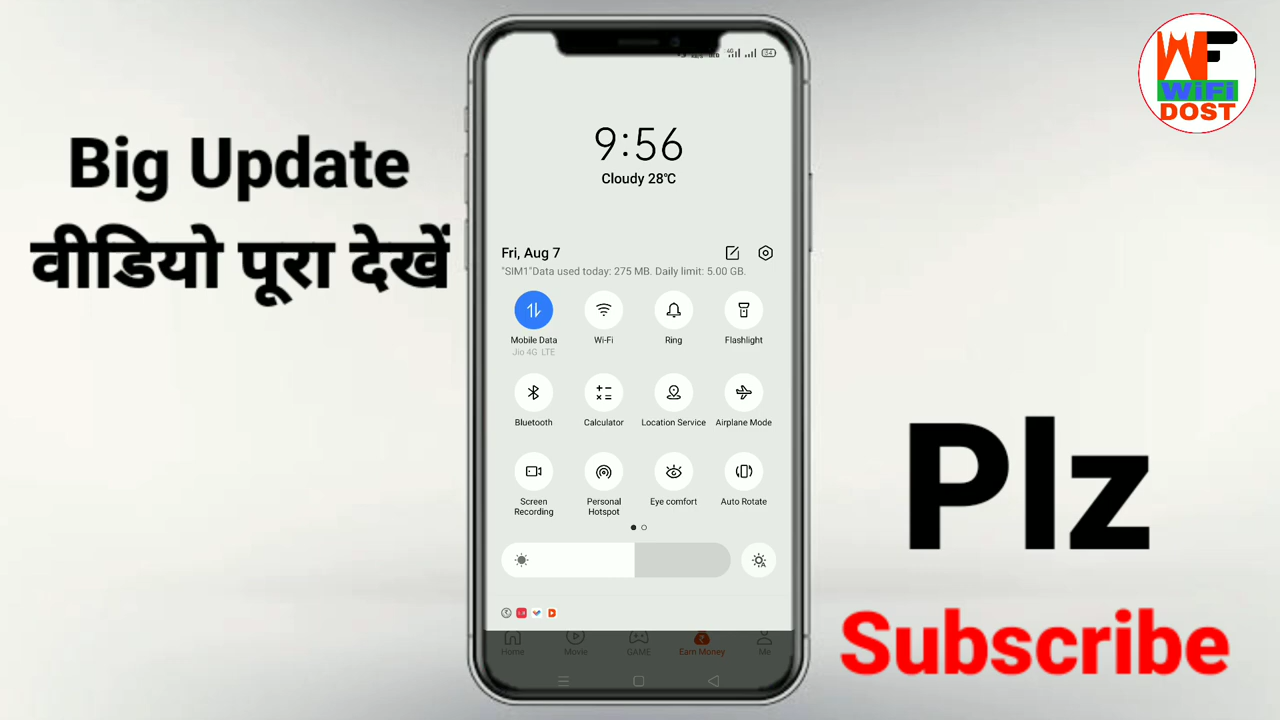 Big Update
वीडियो पूरा देखें
WF
WiFi
DOST
9:56
Cloudy 28℃
Fri, Aug 7
"SIM1"Data used today: 275 MB. Daily limit: 5.00 GB.
Mobile Data
Jio 4G LTE
Wi-Fi
Ring
Flashlight
Bluetooth
Calculator
Location Service
Airplane Mode
Screen
Recording
Personal
Hotspot
Eye comfort
Auto Rotate
Home
Movie
GAME
Earn Money
Me
Plz
Subscribe